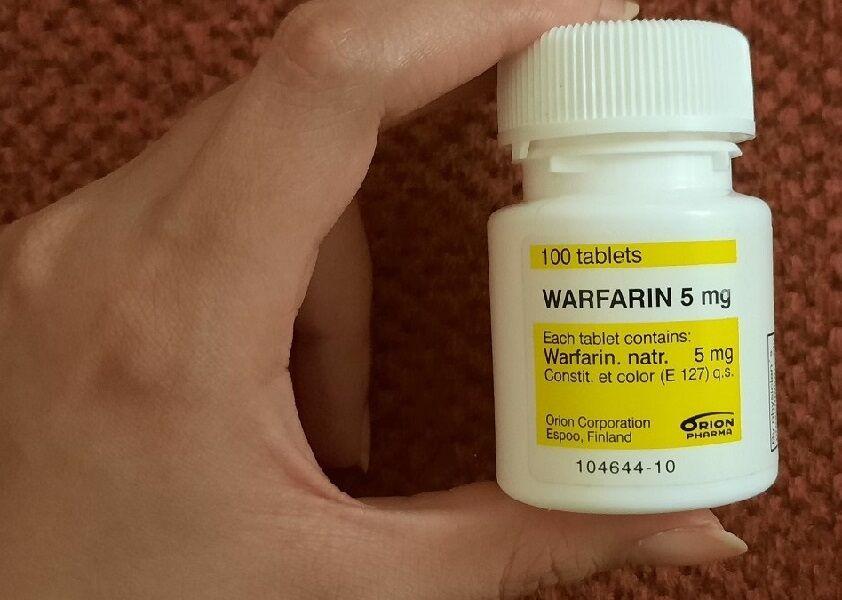 100 tablets
WARFARIN 5 mg
Each tablet contains:
Warfarin. natr. 5 mg
Constit. et color (E 127) q.s.
Orion Corporation
Espoo, Finland
ORION
PHARMA
104644-10